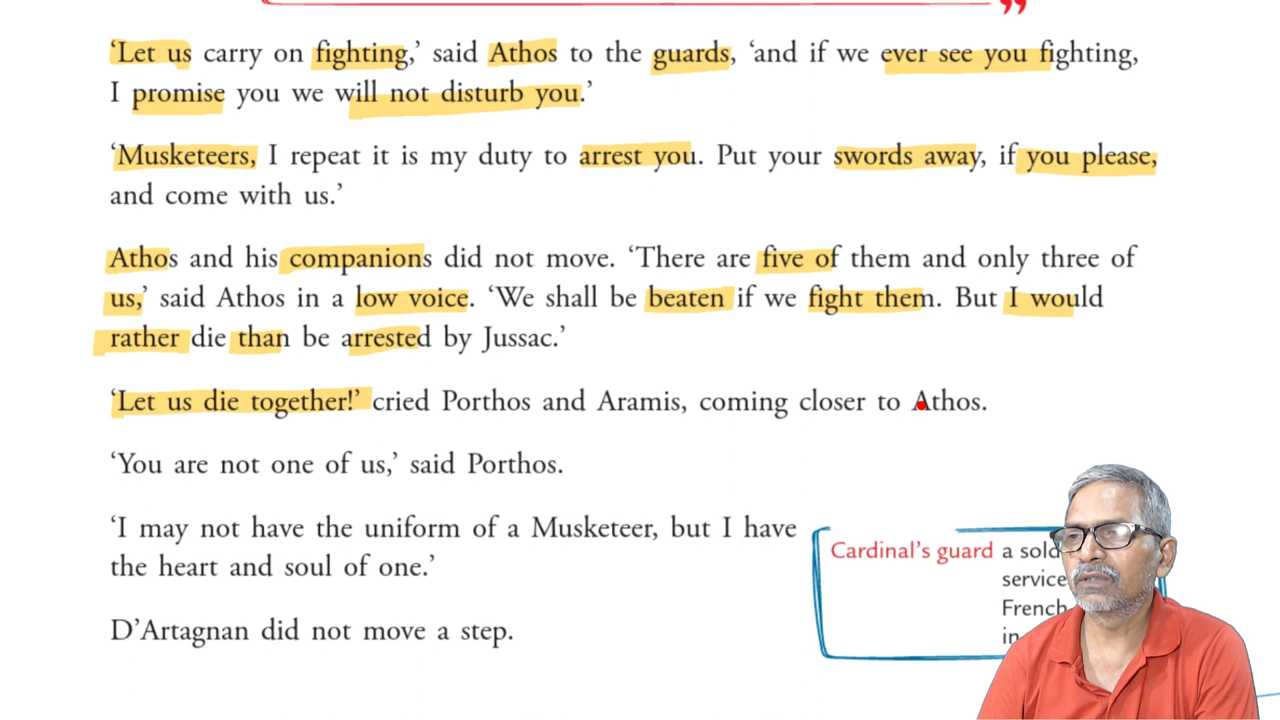 ”
‘Let us carry on fighting,’ said Athos to the guards, ‘and if we ever see you fighting,
I promise you we will not disturb you.’
‘Musketeers, I repeat it is my duty to arrest you. Put your swords away, if you please,
and come with us.’
Athos and his companions did not move. ‘There are five of them and only three of
us,’ said Athos in a low voice. ‘We shall be beaten if we fight them. But I would
rather die than be arrested by Jussac.’
‘Let us die together!’ cried Porthos and Aramis, coming closer to Athos.
‘You are not one of us,’ said Porthos.
‘I may not have the uniform of a Musketeer, but I have
the heart and soul of one.’
D’Artagnan did not move a step.
Cardinal’s guard a sold
service
French
in